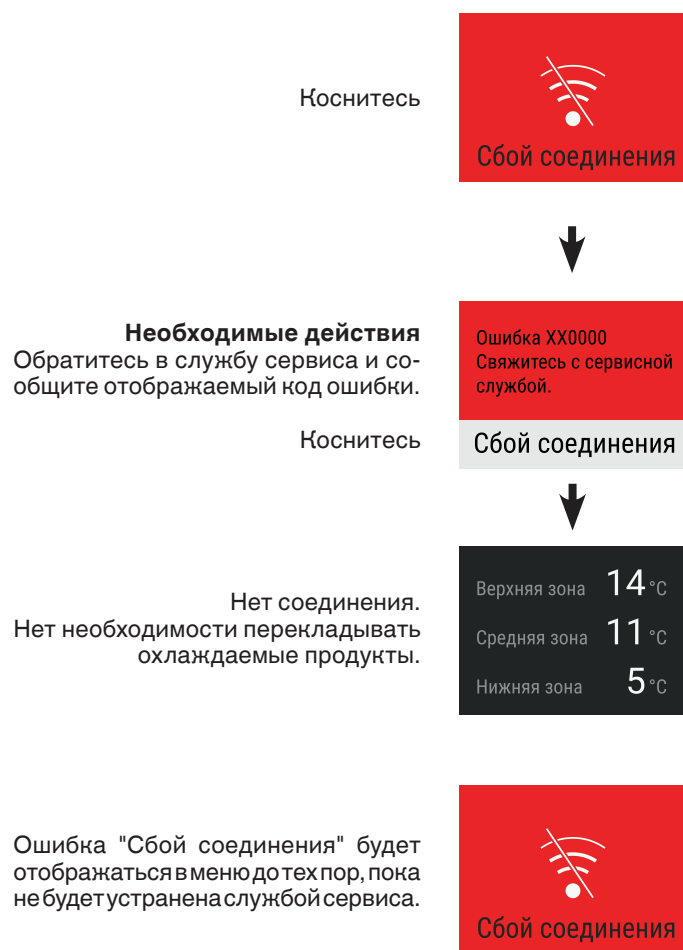 Коснитесь
Сбой соединения
Необходимые действия
Обратитесь в службу сервиса и со-
общите отображаемый код ошибки.
Коснитесь
Ошибка XX0000
Свяжитесь с сервисной
службой.
Сбой соединения
Нет соединения.
Нет необходимости перекладывать
охлаждаемые продукты.
Верхняя зона 14 °C
Средняя зона 11 °C
Нижняя зона 5 °C
Ошибка "Сбой соединения" будет
отображаться в меню до тех пор, пока
не будет устранена службой сервиса.
Сбой соединения